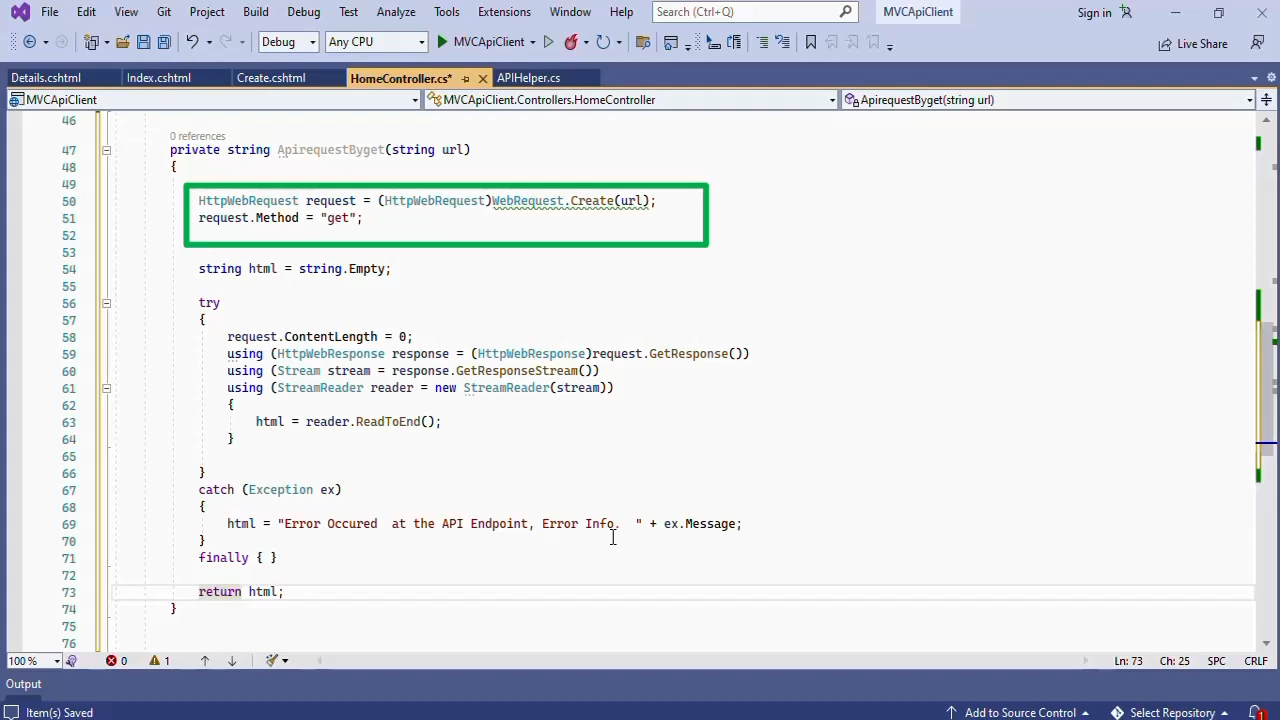 File Edit View Git Project Build Debug Test Analyze Tools Extensions Window Help Search (Ctrl+Q) MVCApiClient Sign in
Debug Any CPU MVCApiClient Live Share
Details.cshtml Index.cshtml Create.cshtml HomeController.cs* APIHelper.cs
MVCApiClient MVCApiClient.Controllers.HomeController ApirequestByget(string url)
46
0 references
47 private string ApirequestByget(string url)
48 {
49
50 HttpWebRequest request = (HttpWebRequest)WebRequest.Create(url);
51 request.Method = "get";
52
53
54 string html = string.Empty;
55
56 try
57 {
58 request.ContentLength = 0;
59 using (HttpWebResponse response = (HttpWebResponse)request.GetResponse())
60 using (Stream stream = response.GetResponseStream())
61 using (StreamReader reader = new StreamReader(stream))
62 {
63 html = reader.ReadToEnd();
64 }
65
66 }
67 catch (Exception ex)
68 {
69 html = "Error Occured  at the API Endpoint, Error Info.  " + ex.Message;
70 }
71 finally { }
72
73 return html;
74 }
75
76
100 % 0 1 Ln: 73 Ch: 25 SPC CRLF
Output
Item(s) Saved Add to Source Control Select Repository 1